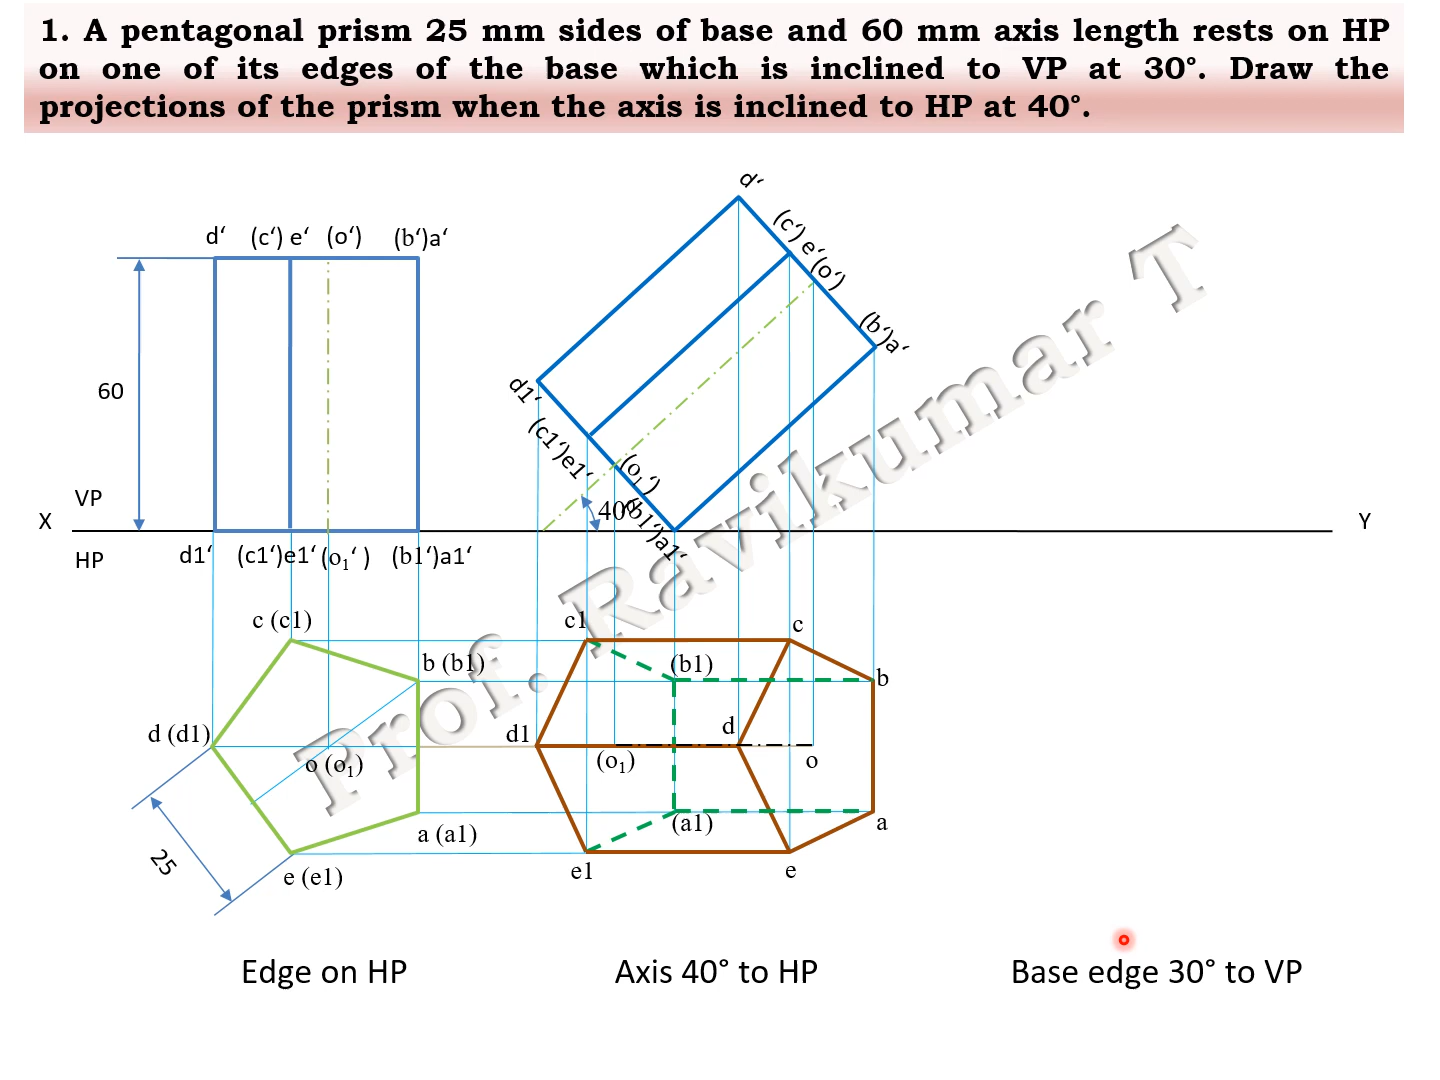 1. A pentagonal prism 25 mm sides of base and 60 mm axis length rests on HP
on one of its edges of the base which is inclined to VP at 30°. Draw the
projections of the prism when the axis is inclined to HP at 40°.
d‘
(c‘) e‘
(o‘)
(b‘)a‘
d‘ (c‘) e‘ (o‘) (b‘)a‘
60
d1‘
(c1‘)e1‘
(o₁‘)
(b1‘)a1‘
40°
VP
X
Y
HP
d1‘ (c1‘)e1‘ (o₁‘ ) (b1‘)a1‘
c (c1)
b (b1)
d (d1)
o (o₁)
a (a1)
e (e1)
25
c1
c
(b1)
b
d1
d
(o₁)
o
(a1)
a
e1
e
Prof. Ravikumar T
Edge on HP
Axis 40° to HP
Base edge 30° to VP